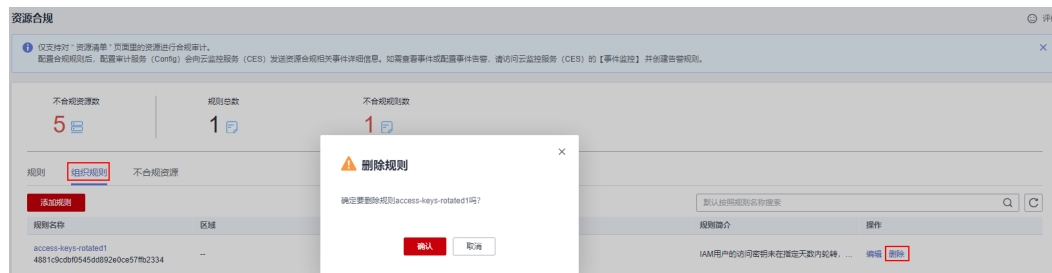 资源合规
仅支持对“资源清单”页面里的资源进行合规审计。
配置合规规则后，配置审计服务（Config）会向云监控服务（CES）发送资源合规相关事件详细信息。如需查看事件或配置事件告警，请访问云监控服务（CES）的【事件监控】 并创建告警规则。
不合规资源数
规则总数
不合规规则数
5
1
1
规则
组织规则
不合规资源
添加规则
默认按照规则名称搜索
规则名称
区域
规则简介
操作
access-keys-rotated1
4881c9cdbf0545dd892e0ce57ffb2334
--
IAM用户的访问密钥未在指定天数内轮转，...
编辑
删除
删除规则
确定要删除规则access-keys-rotated1吗?
确认
取消